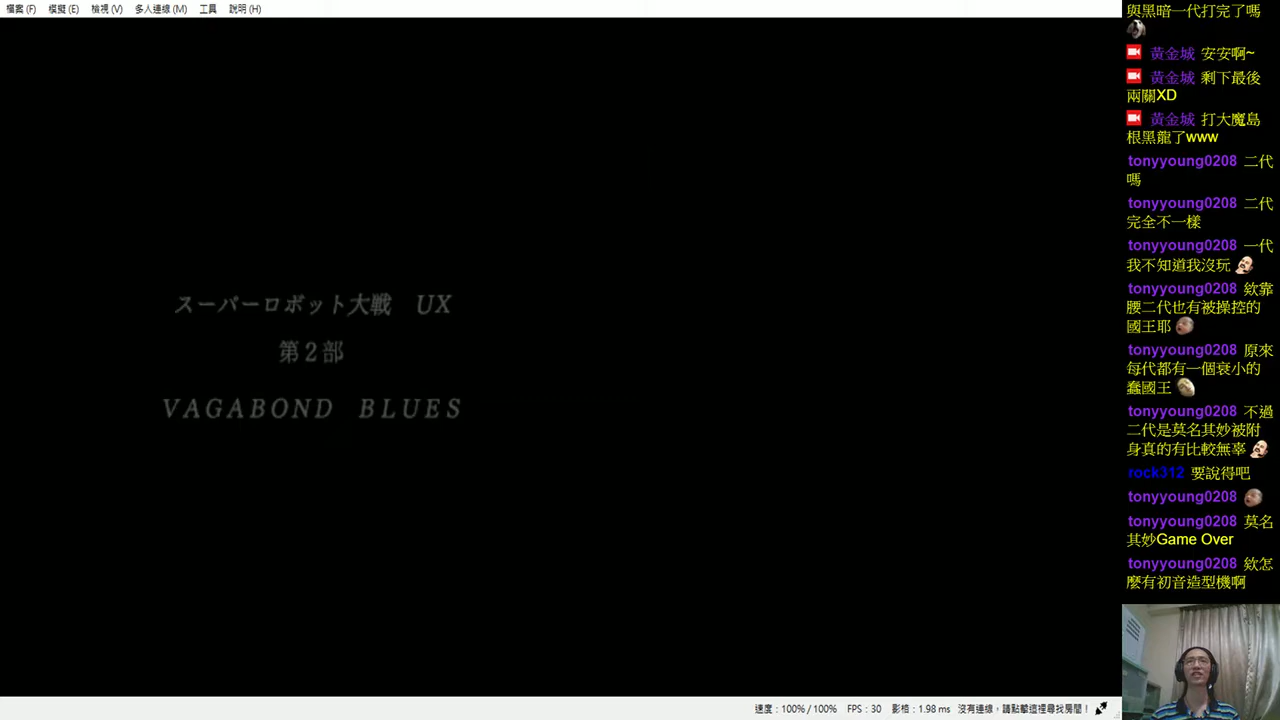 檔案(F) 模擬(E) 檢視(V) 多人連線(M) 工具 說明(H)
スーパーロボット大戦 UX
第2部
VAGABOND BLUES
與黑暗一代打完了嗎
黃金城 安安啊~
黃金城 剩下最後
兩關XD
黃金城 打大魔島
根黑龍了www
tonyyoung0208 二代
嗎
tonyyoung0208 二代
完全不一樣
tonyyoung0208 一代
我不知道我沒玩
tonyyoung0208 欸靠
腰二代也有被操控的
國王耶
tonyyoung0208 原來
每代都有一個衰小的
蠢國王
tonyyoung0208 不過
二代是莫名其妙被附
身真的有比較無辜
rock312 要說得吧
tonyyoung0208
tonyyoung0208 莫名
其妙Game Over
tonyyoung0208 欸怎
麼有初音造型機啊
速度：100% / 100% FPS：30 影格：1.98 ms 沒有連線，請點擊這裡尋找房間！